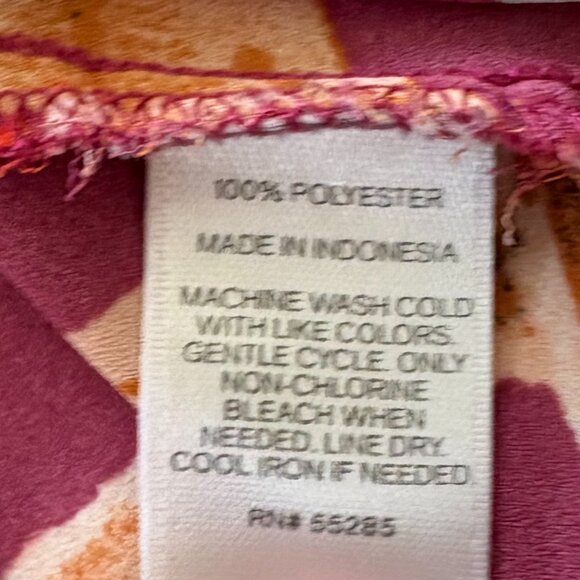 100% POLYESTER
MADE IN INDONESIA
MACHINE WASH COLD
WITH LIKE COLORS.
GENTLE CYCLE. ONLY
NON-CHLORINE
BLEACH WHEN
NEEDED. LINE DRY.
COOL IRON IF NEEDED.
RN# 55285